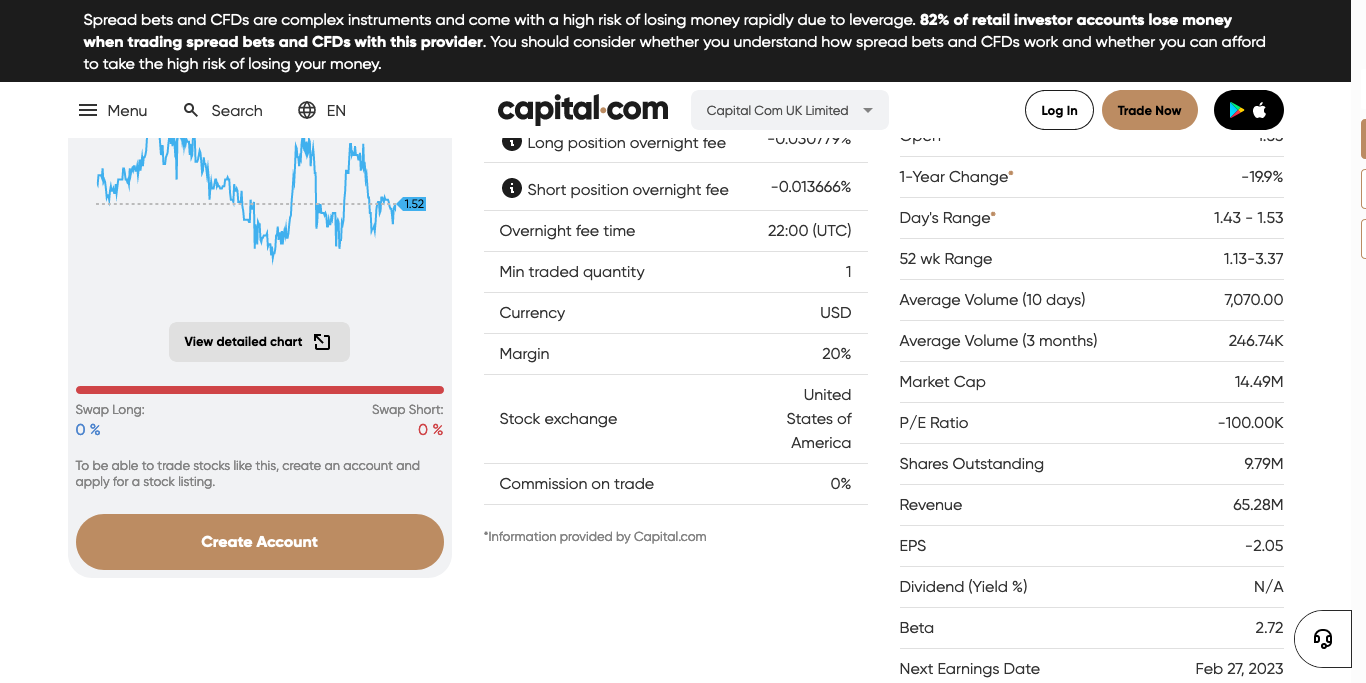 Spread bets and CFDs are complex instruments and come with a high risk of losing money rapidly due to leverage. 82% of retail investor accounts lose money
when trading spread bets and CFDs with this provider. You should consider whether you understand how spread bets and CFDs work and whether you can afford
to take the high risk of losing your money.
Menu
Search
EN
capital.com
Capital Com UK Limited
Log In
Trade Now
1.52
View detailed chart
Swap Long:
Swap Short:
0 %
0 %
To be able to trade stocks like this, create an account and
apply for a stock listing.
Create Account
Long position overnight fee -0.030779%
Short position overnight fee -0.013666%
Overnight fee time 22:00 (UTC)
Min traded quantity 1
Currency USD
Margin 20%
Stock exchange
United
States of
America
Commission on trade 0%
*Information provided by Capital.com
Open
1-Year Change* -19.9%
Day's Range* 1.43 - 1.53
52 wk Range 1.13-3.37
Average Volume (10 days) 7,070.00
Average Volume (3 months) 246.74K
Market Cap 14.49M
P/E Ratio -100.00K
Shares Outstanding 9.79M
Revenue 65.28M
EPS -2.05
Dividend (Yield %) N/A
Beta 2.72
Next Earnings Date Feb 27, 2023